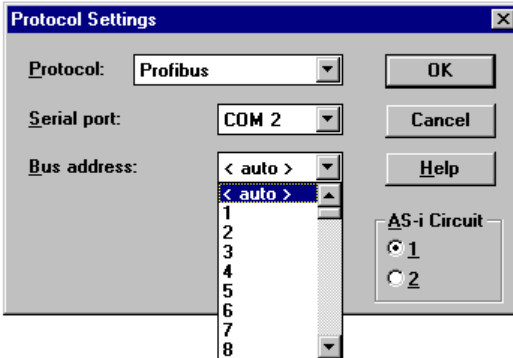 Protocol Settings
Protocol: Profibus
OK
Serial port: COM 2
Cancel
Bus address: < auto >
Help
< auto >
1
2
3
4
5
6
7
8
AS-i Circuit
1
2